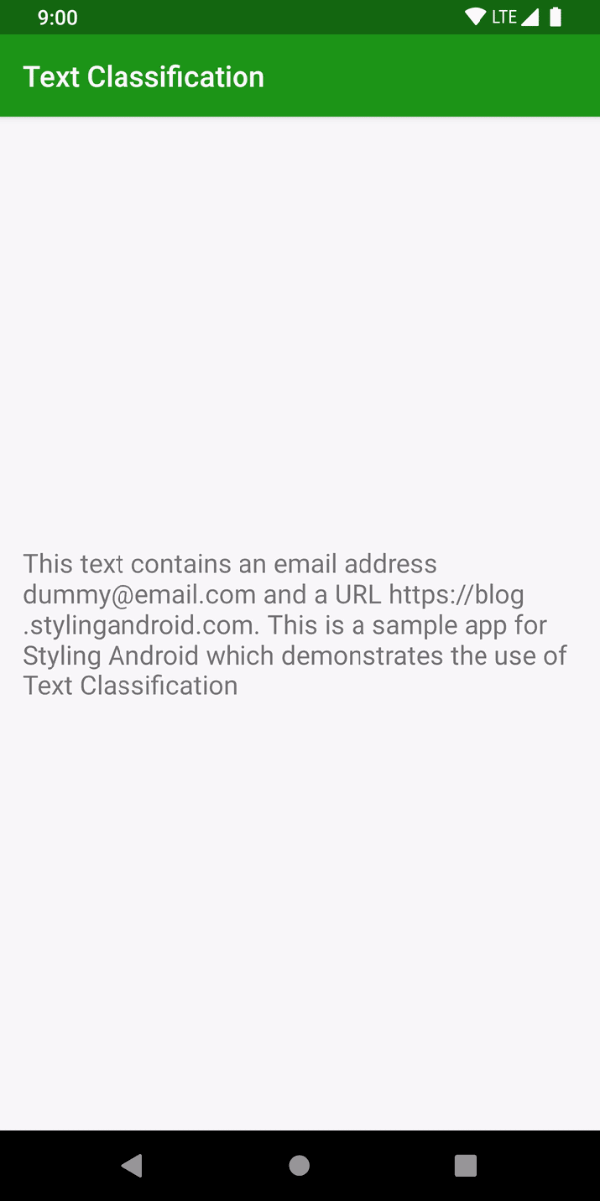 9:00 LTE
Text Classification
This text contains an email address
dummy@email.com and a URL https://blog
.stylingandroid.com. This is a sample app for
Styling Android which demonstrates the use of
Text Classification